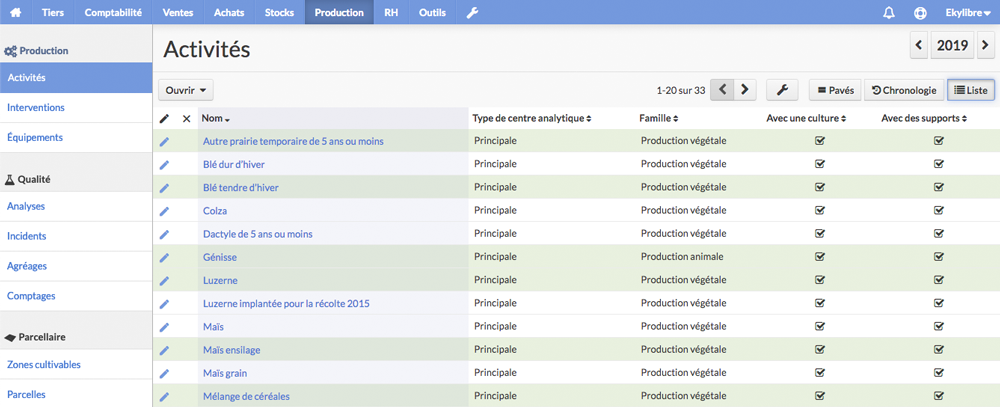 Tiers Comptabilité Ventes Achats Stocks Production RH Outils Ekylibre
Production
Activités
Interventions
Équipements
Qualité
Analyses
Incidents
Agréages
Comptages
Parcellaire
Zones cultivables
Parcelles
Activités
2019
Ouvrir
1-20 sur 33
Pavés
Chronologie
Liste
Nom Type de centre analytique Famille Avec une culture Avec des supports
Autre prairie temporaire de 5 ans ou moins Principale Production végétale
Blé dur d'hiver Principale Production végétale
Blé tendre d'hiver Principale Production végétale
Colza Principale Production végétale
Dactyle de 5 ans ou moins Principale Production végétale
Génisse Principale Production animale
Luzerne Principale Production végétale
Luzerne implantée pour la récolte 2015 Principale Production végétale
Maïs Principale Production végétale
Maïs ensilage Principale Production végétale
Maïs grain Principale Production végétale
Mélange de céréales Principale Production végétale